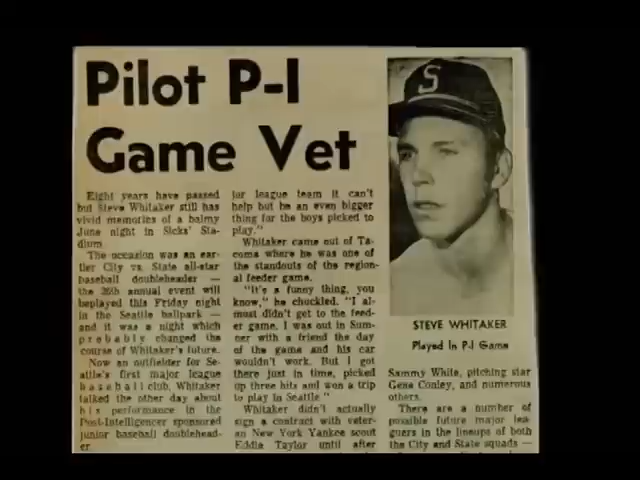 Pilot P-I
Game Vet
Eight years have passed
but Steve Whitaker still has
vivid memories of a balmy
June night in Sicks' Sta-
dium.
The occasion was an ear-
lier City vs. State all-star
baseball doubleheader —
the 26th annual event will
beplayed this Friday night
in the Seattle ballpark —
and it was a night which
probably changed the
course of Whitaker's future.
Now an outfielder for Se-
attle's first major league
baseball club, Whitaker
talked the other day about
his performance in the
Post-Intelligencer sponsored
junior baseball doublehead-
er
jor league team it can't
help but be an even bigger
thing for the boys picked to
play."
Whitaker came out of Ta-
coma where he was one of
the standouts of the region-
al feeder game.
"It's a funny thing, you
know," he chuckled. "I al-
most didn't get to the feed-
er game. I was out in Sum-
ner with a friend the day
of the game and his car
wouldn't work. But I got
there just in time, picked
up three hits and won a trip
to play in Seattle."
Whitaker didn't actually
sign a contract with veter-
an New York Yankee scout
Eddie Taylor until after
S
STEVE WHITAKER
Played In P-I Game
Sammy White, pitching star
Gene Conley, and numerous
others.
There are a number of
possible future major lea-
guers in the lineups of both
the City and State squads —